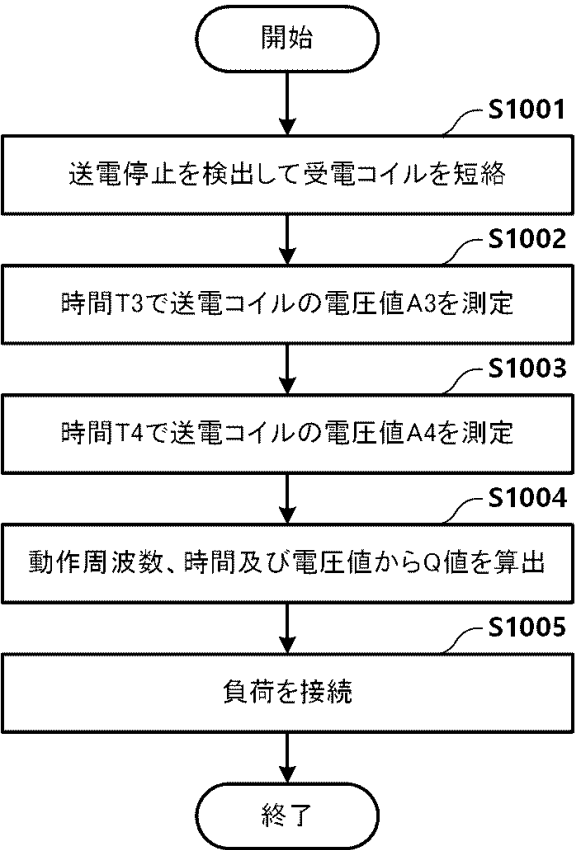 開始
S1001
送電停止を検出して受電コイルを短絡
S1002
時間T3で送電コイルの電圧値A3を測定
S1003
時間T4で送電コイルの電圧値A4を測定
S1004
動作周波数、時間及び電圧値からQ値を算出
S1005
負荷を接続
終了